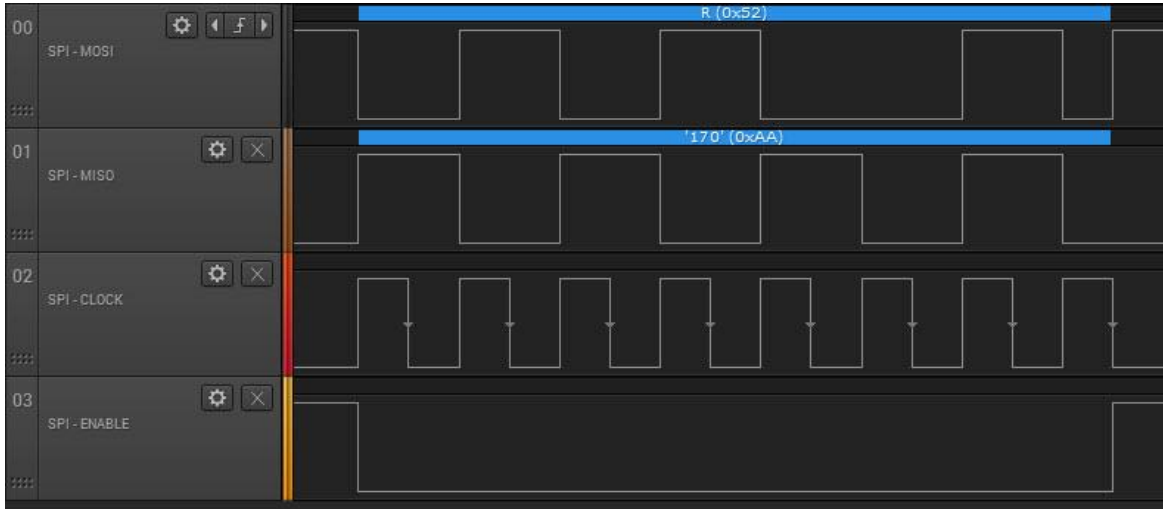 00
SPI - MOSI
R (0x52)
01
SPI - MISO
'170' (0xAA)
02
SPI - CLOCK
03
SPI - ENABLE